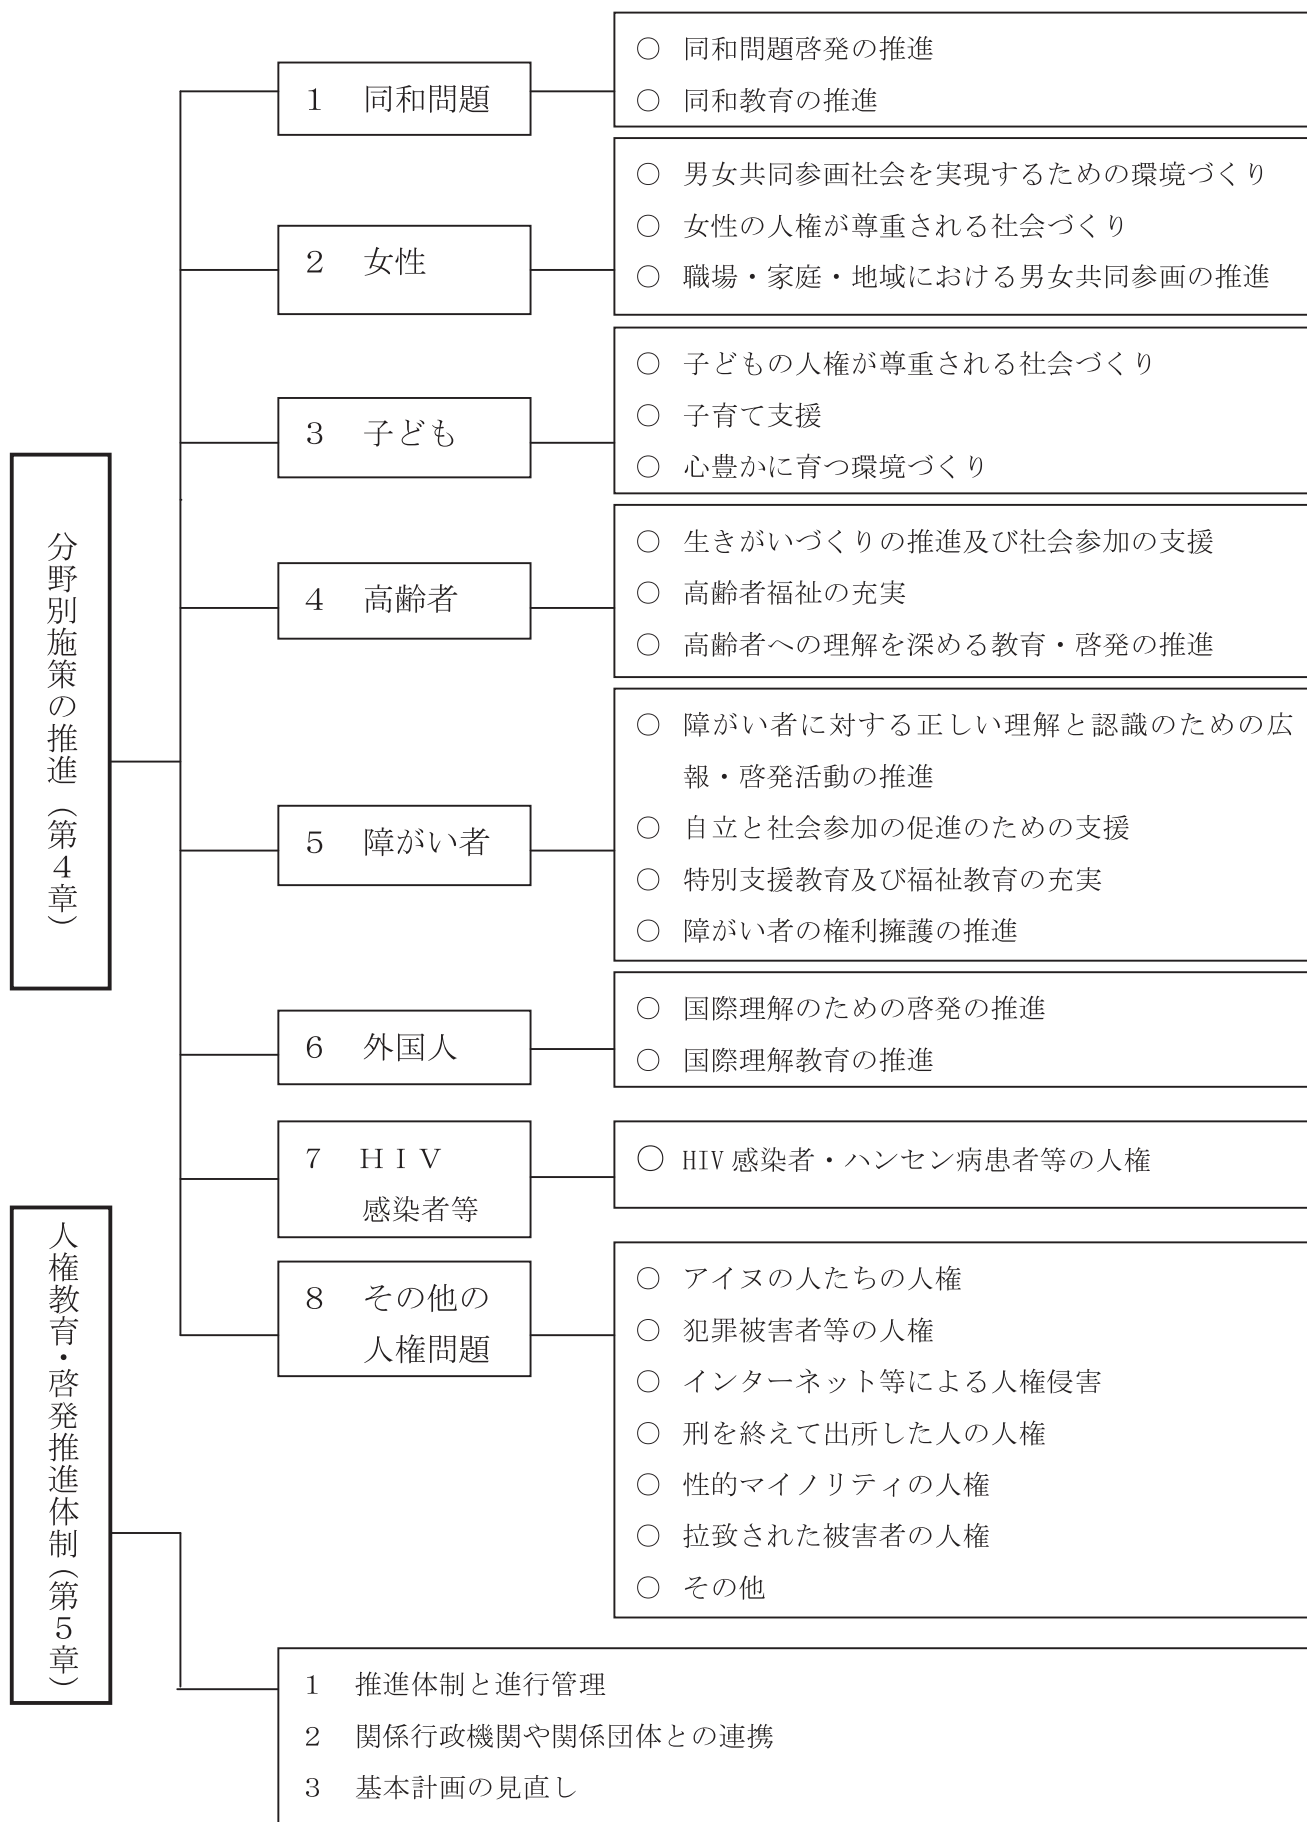 分野別施策の推進（第４章）
１　同和問題
○　同和問題啓発の推進
○　同和教育の推進
２　女性
○　男女共同参画社会を実現するための環境づくり
○　女性の人権が尊重される社会づくり
○　職場・家庭・地域における男女共同参画の推進
３　子ども
○　子どもの人権が尊重される社会づくり
○　子育て支援
○　心豊かに育つ環境づくり
４　高齢者
○　生きがいづくりの推進及び社会参加の支援
○　高齢者福祉の充実
○　高齢者への理解を深める教育・啓発の推進
５　障がい者
○　障がい者に対する正しい理解と認識のための広
報・啓発活動の推進
○　自立と社会参加の促進のための支援
○　特別支援教育及び福祉教育の充実
○　障がい者の権利擁護の推進
６　外国人
○　国際理解のための啓発の推進
○　国際理解教育の推進
７　ＨＩＶ
感染者等
○　HIV 感染者・ハンセン病患者等の人権
８　その他の
人権問題
○　アイヌの人たちの人権
○　犯罪被害者等の人権
○　インターネット等による人権侵害
○　刑を終えて出所した人の人権
○　性的マイノリティの人権
○　拉致された被害者の人権
○　その他
人権教育・啓発推進体制（第５章）
１　推進体制と進行管理
２　関係行政機関や関係団体との連携
３　基本計画の見直し